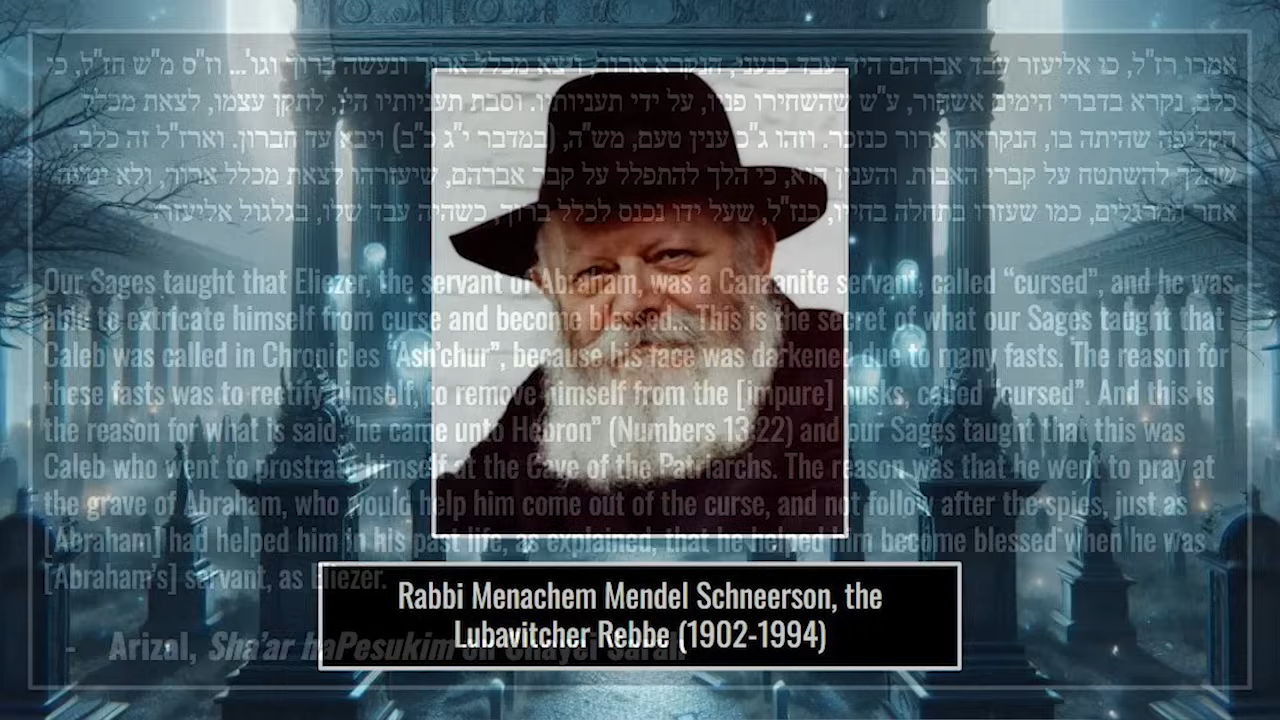 אמרו רז"ל, כי אליעזר עבד אברהם היה עבד כנעני, הנקרא ארור, יצא מכלל ארור ונעשה ברוך וגו'... וז"ס מ"ש חז"ל, כי
כלב, נקרא בדברי הימים אשחור, ע"ש שהשחירו פניו, על ידי תעניותיו. וסבת תעניותיו היו, לתקן עצמו, לצאת מכלל
הקליפה שהיתה בו, הנקראת ארור כנזכר. וזהו ג"כ ענין טעם, מש"ה, (במדבר י"ג כ"ב) ויבא עד חברון. וארז"ל זה כלב,
שהלך להשתטח על קברי האבות. והענין הוא, כי הלך להתפלל על קבר אברהם, שיעזרהו לצאת מכלל ארור, ולא יטעה
אחר המרגלים, כמו שעזרו בתחלה בחייו, כנז"ל, שעל ידו נכנס לכלל ברוך, כשהיה עבד שלו, בגלגול אליעזר.
Our Sages taught that Eliezer, the servant of Abraham, was a Canaanite servant, called “cursed”, and he was
able to extricate himself from curse and become blessed. This is the secret of what our Sages taught that
Caleb was called in Chronicles “Ash’chur”, because his face was darkened due to many fasts. The reason for
these fasts was to rectify himself, to remove himself from the [impure] husks, called “cursed”. And this is
the reason for what is said, “he came unto Hebron” (Numbers 13:22) and our Sages taught that this was
Caleb who went to prostrate himself at the Cave of the Patriarchs. The reason was that he went to pray at
the grave of Abraham, who would help him come out of the curse, and not follow after the spies, just as
[Abraham] had helped him in his past life, as explained, that he helped him become blessed when he was
[Abraham’s] servant, as Eliezer.
- Arizal, Sha’ar haPesukim on Chayei Sarah
Rabbi Menachem Mendel Schneerson, the
Lubavitcher Rebbe (1902-1994)